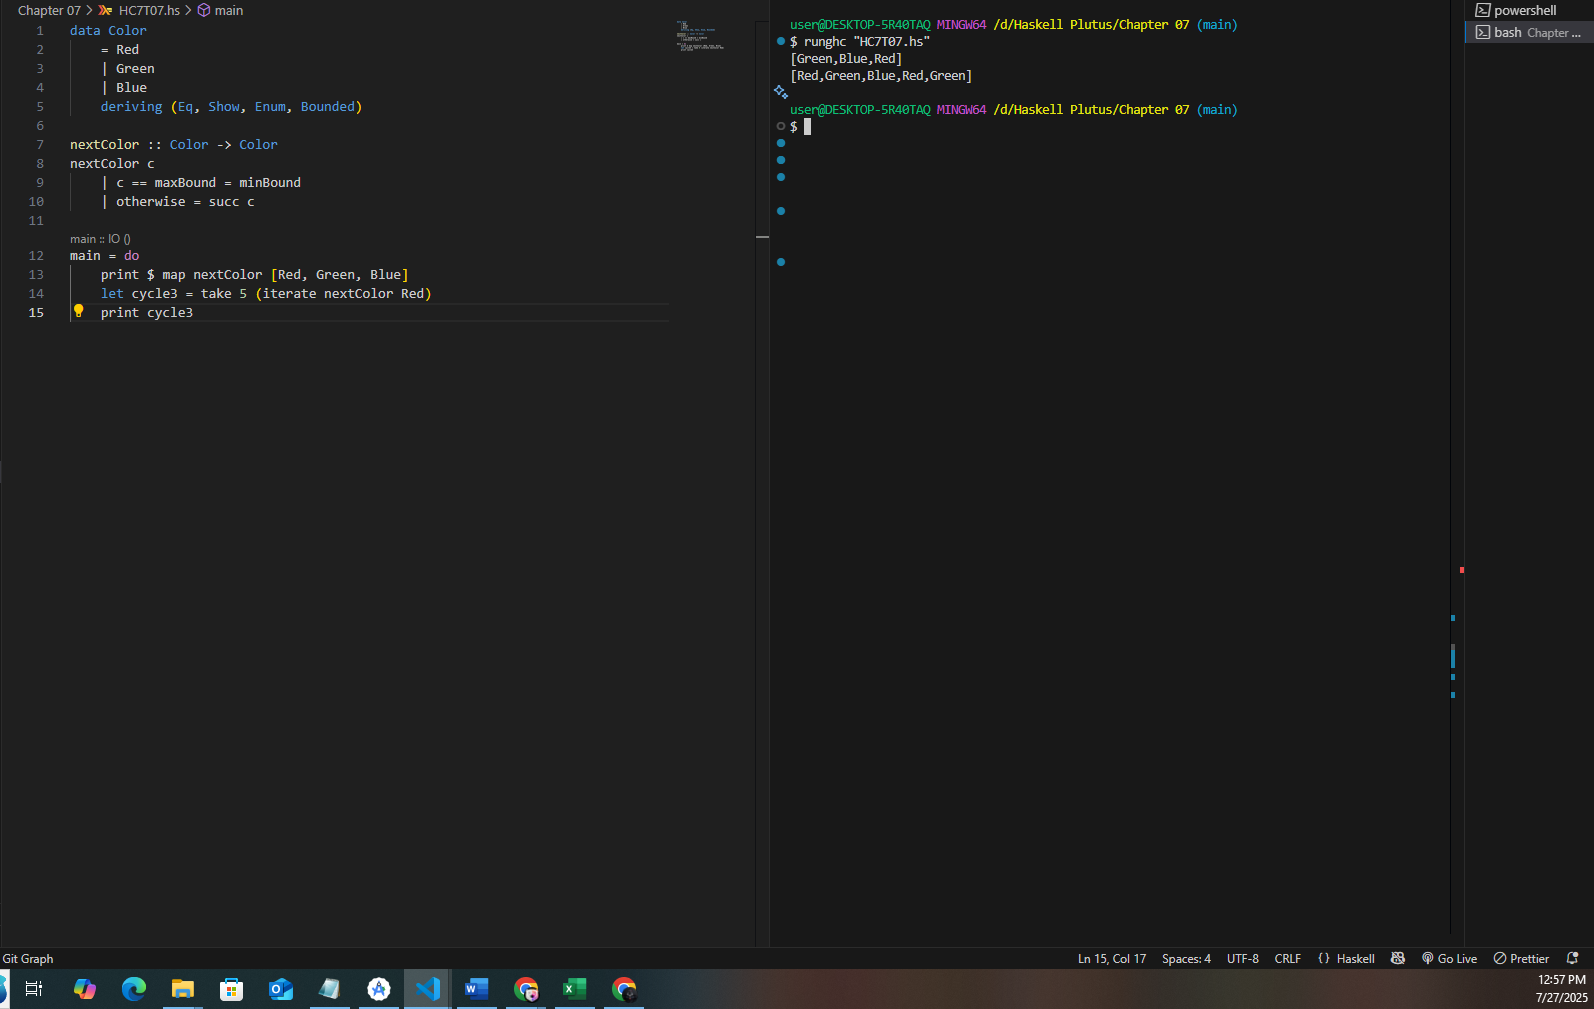 Chapter 07 > HC7T07.hs > main
1 data Color
2     = Red
3     | Green
4     | Blue
5     deriving (Eq, Show, Enum, Bounded)
6
7 nextColor :: Color -> Color
8 nextColor c
9     | c == maxBound = minBound
10     | otherwise = succ c
11
main :: IO ()
12 main = do
13     print $ map nextColor [Red, Green, Blue]
14     let cycle3 = take 5 (iterate nextColor Red)
15     print cycle3
user@DESKTOP-5R40TAQ MINGW64 /d/Haskell Plutus/Chapter 07 (main)
$ runghc "HC7T07.hs"
[Green,Blue,Red]
[Red,Green,Blue,Red,Green]
user@DESKTOP-5R40TAQ MINGW64 /d/Haskell Plutus/Chapter 07 (main)
$
powershell
bash Chapter ...
Git Graph
Ln 15, Col 17 Spaces: 4 UTF-8 CRLF {} Haskell Go Live Prettier
12:57 PM
7/27/2025